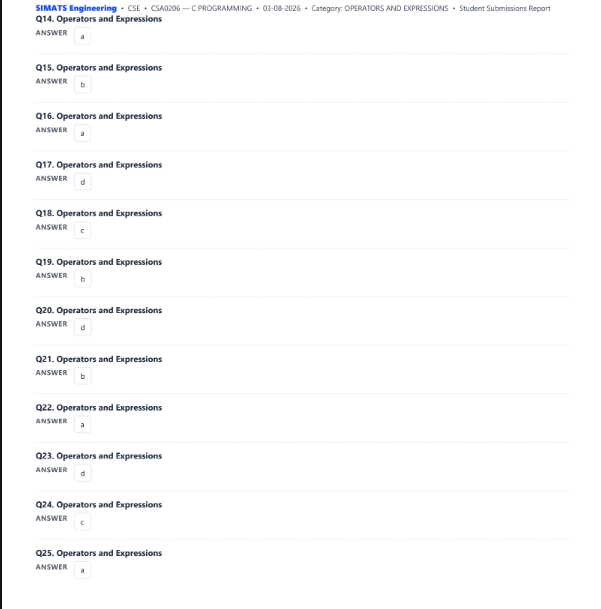 SIMATS Engineering • CSE • CSA0206 — C PROGRAMMING • 03-08-2026 • Category: OPERATORS AND EXPRESSIONS • Student Submissions Report
Q14. Operators and Expressions
ANSWER a
Q15. Operators and Expressions
ANSWER b
Q16. Operators and Expressions
ANSWER a
Q17. Operators and Expressions
ANSWER d
Q18. Operators and Expressions
ANSWER c
Q19. Operators and Expressions
ANSWER b
Q20. Operators and Expressions
ANSWER d
Q21. Operators and Expressions
ANSWER b
Q22. Operators and Expressions
ANSWER a
Q23. Operators and Expressions
ANSWER d
Q24. Operators and Expressions
ANSWER c
Q25. Operators and Expressions
ANSWER a